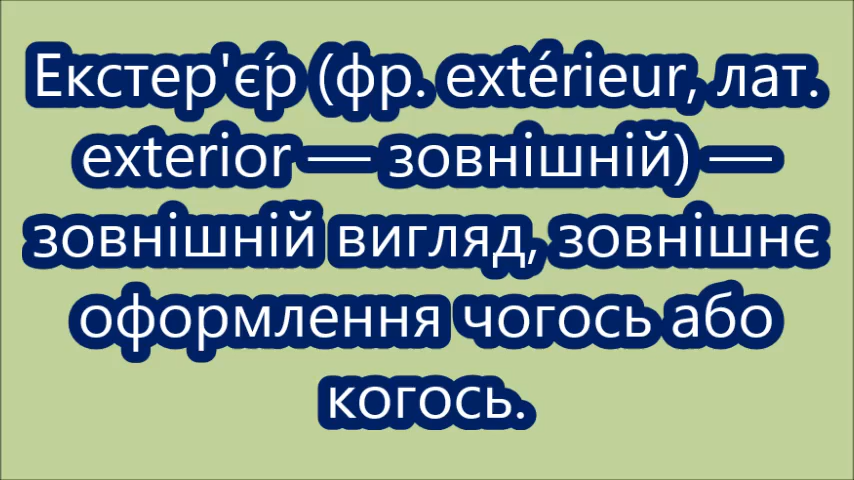 Екстер'є́р (фр. extérieur, лат.
exterior — зовнішній) —
зовнішній вигляд, зовнішнє
оформлення чогось або
когось.